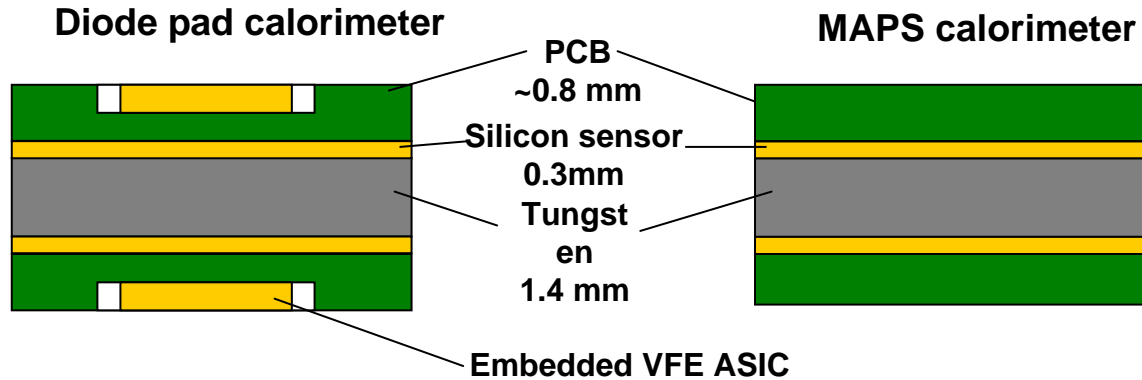 Diode pad calorimeter
MAPS calorimeter
PCB
~0.8 mm
Silicon sensor
0.3mm
Tungst
en
1.4 mm
Embedded VFE ASIC